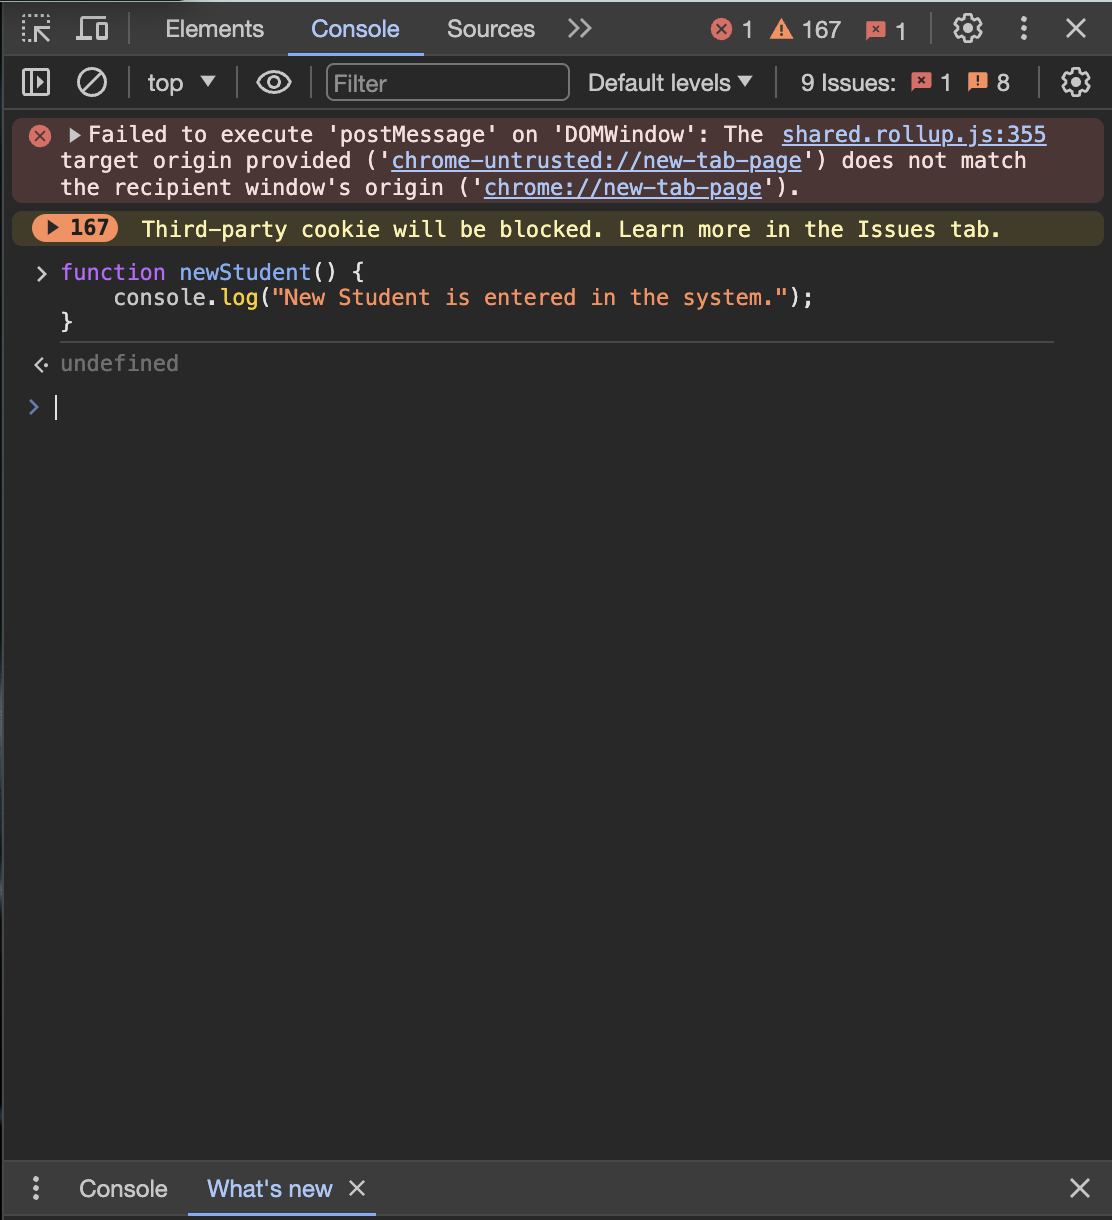 Elements Console Sources 1 167 1
top Filter Default levels 9 Issues: 1 8
Failed to execute 'postMessage' on 'DOMWindow': The shared.rollup.js:355
target origin provided ('chrome-untrusted://new-tab-page') does not match
the recipient window's origin ('chrome://new-tab-page').
167 Third-party cookie will be blocked. Learn more in the Issues tab.
function newStudent() {
    console.log("New Student is entered in the system.");
}
undefined
Console What's new